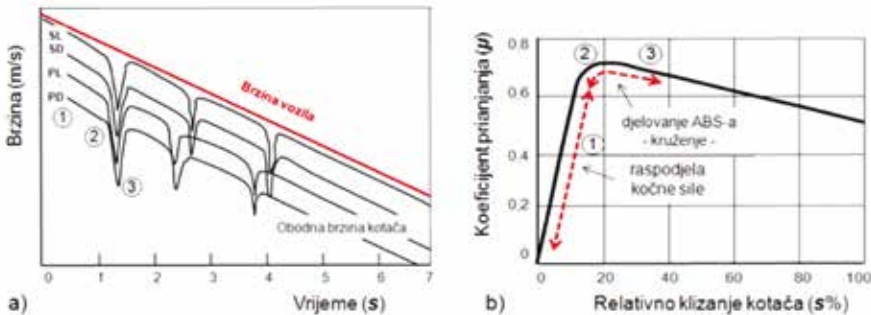 Brzina (m/s)
SL
SD
PL
PD
Brzina vozila
1
2
3
Obodna brzina kotača
0 1 2 3 4 5 6 7
a)
Vrijeme (s)
Koeficijent prianjanja (μ)
0,8
0,6
0,4
0,2
0
2
3
1
djelovanje ABS-a
- kruženje -
raspodjela
kočne sile
0 20 40 60 80 100
b)
Relativno klizanje kotača (s%)